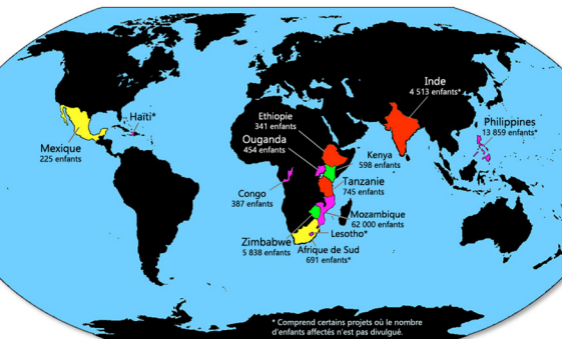 Inde
4 513 enfants*
Haïti*
Ethiopie
341 enfants
Philippines
13 859 enfants*
Ouganda
454 enfants
Mexique
225 enfants
Kenya
598 enfants
Tanzanie
745 enfants
Congo
387 enfants
Mozambique
62 000 enfants
Lesotho*
Zimbabwe
5 838 enfants
Afrique de Sud
691 enfants*
* Comprend certains projets où le nombre
d'enfants affectés n'est pas divulgué.